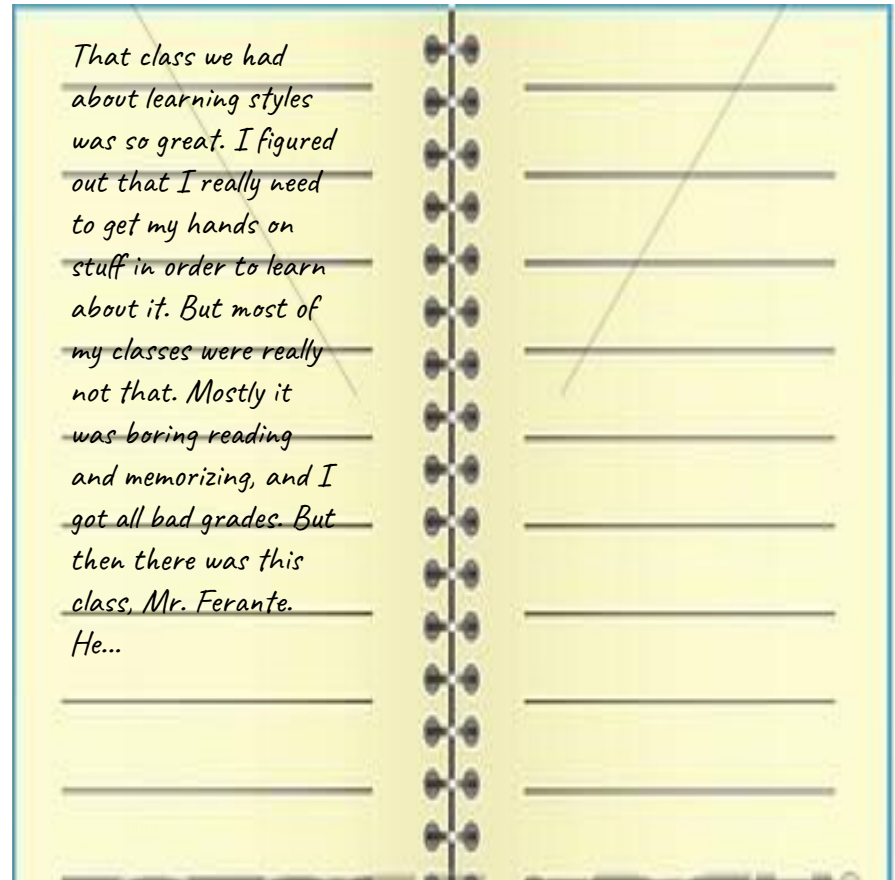 That class we had
about learning styles
was so great. I figured
out that I really need
to get my hands on
stuff in order to learn
about it. But most of
my classes were really
not that. Mostly it
was boring reading
and memorizing, and I
got all bad grades. But
then there was this
class, Mr. Ferante.
He...